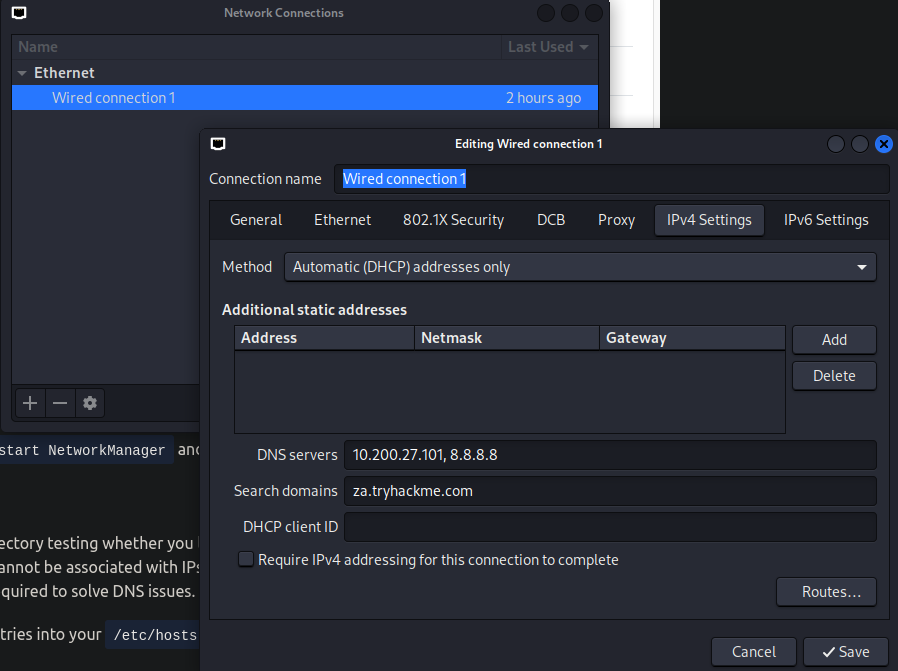 Network Connections
Name Last Used
Ethernet
Wired connection 1 2 hours ago
Editing Wired connection 1
Connection name Wired connection 1
General Ethernet 802.1X Security DCB Proxy IPv4 Settings IPv6 Settings
Method Automatic (DHCP) addresses only
Additional static addresses
Address Netmask Gateway
Add
Delete
DNS servers 10.200.27.101, 8.8.8.8
Search domains za.tryhackme.com
DHCP client ID
Require IPv4 addressing for this connection to complete
Routes...
Cancel Save
start NetworkManager and
ectory testing whether you
annot be associated with IPs
quired to solve DNS issues.
tries into your /etc/hosts